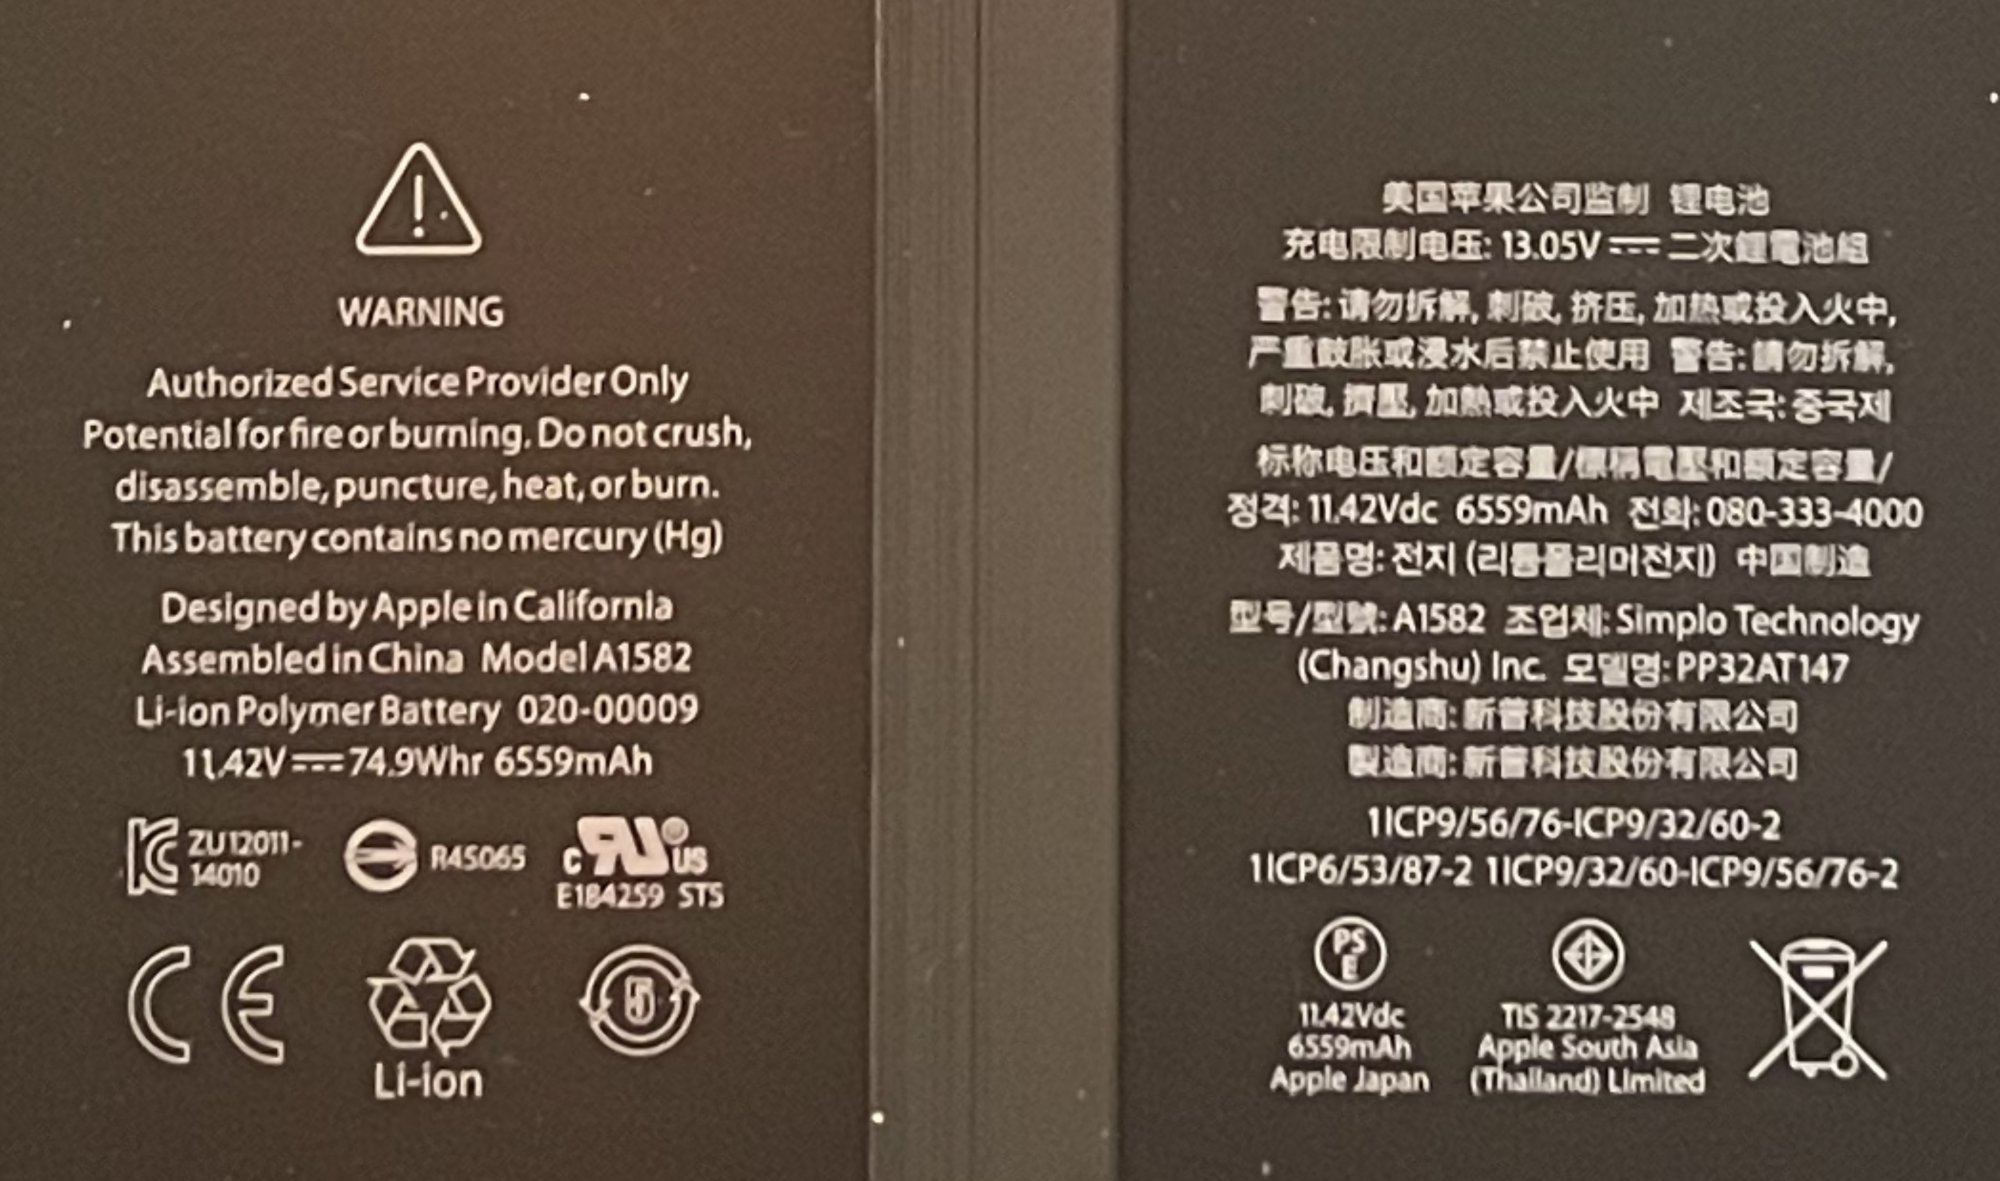 WARNING
Authorized Service Provider Only
Potential for fire or burning. Do not crush,
disassemble, puncture, heat, or burn.
This battery contains no mercury (Hg)
Designed by Apple in California
Assembled in China Model A1582
Li-ion Polymer Battery 020-00009
11.42V 74.9Whr 6559mAh
ZU12011-
14010
R45065
c RU US
E184259 STS
CE
Li-ion
5
美国苹果公司监制 锂电池
充电限制电压: 13.05V 二次鋰電池組
警告: 请勿拆解, 刺破, 挤压, 加热或投入火中,
严重鼓胀或浸水后禁止使用 警告: 請勿拆解,
刺破, 擠壓, 加熱或投入火中 제조국: 중국제
标称电压和额定容量/標稱電壓和額定容量/
정격: 11.42Vdc 6559mAh 전화: 080-333-4000
제품명: 전지 (리튬폴리머전지) 中国制造
型号/型號: A1582 조업체: Simplo Technology
(Changshu) Inc. 모델명: PP32AT147
制造商: 新普科技股份有限公司
製造商: 新普科技股份有限公司
1ICP9/56/76-ICP9/32/60-2
1ICP6/53/87-2 1ICP9/32/60-ICP9/56/76-2
PS
E
11.42Vdc
6559mAh
Apple Japan
TIS 2217-2548
Apple South Asia
(Thailand) Limited